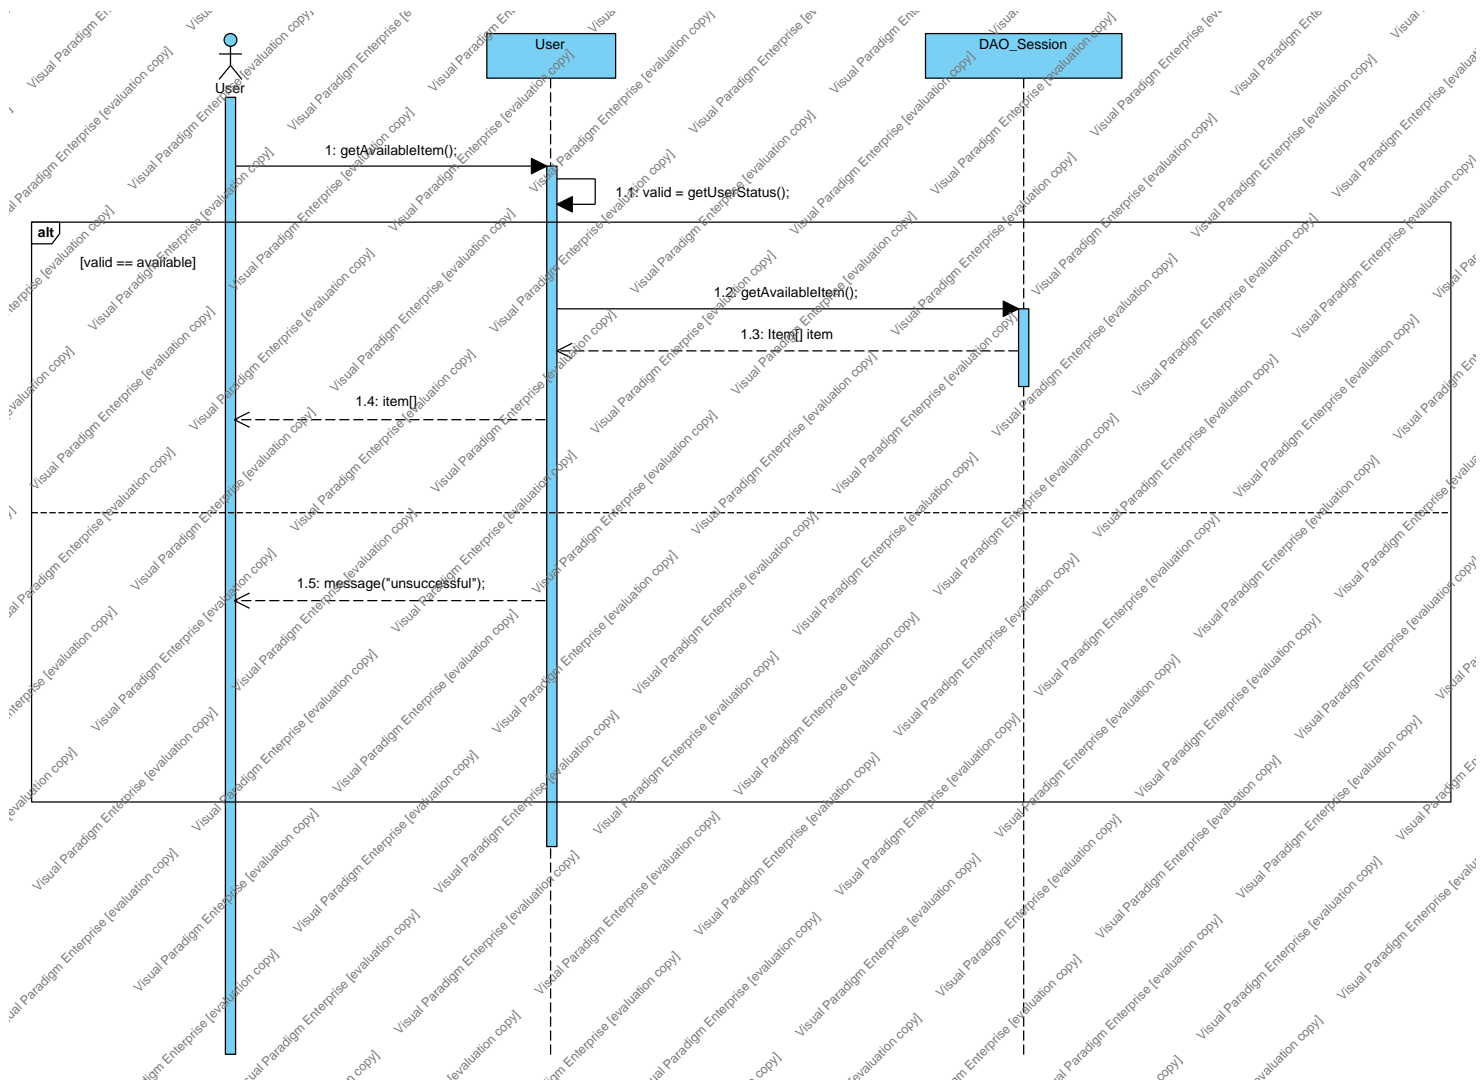 User
User
DAO_Session
1: getAvailableItem();
1.1: valid = getUserStatus();
alt
[valid == available]
1.2: getAvailableItem();
1.3: Item[] item
1.4: item[]
1.5: message("unsuccessful");
Visual Paradigm Enterprise [evaluation copy]